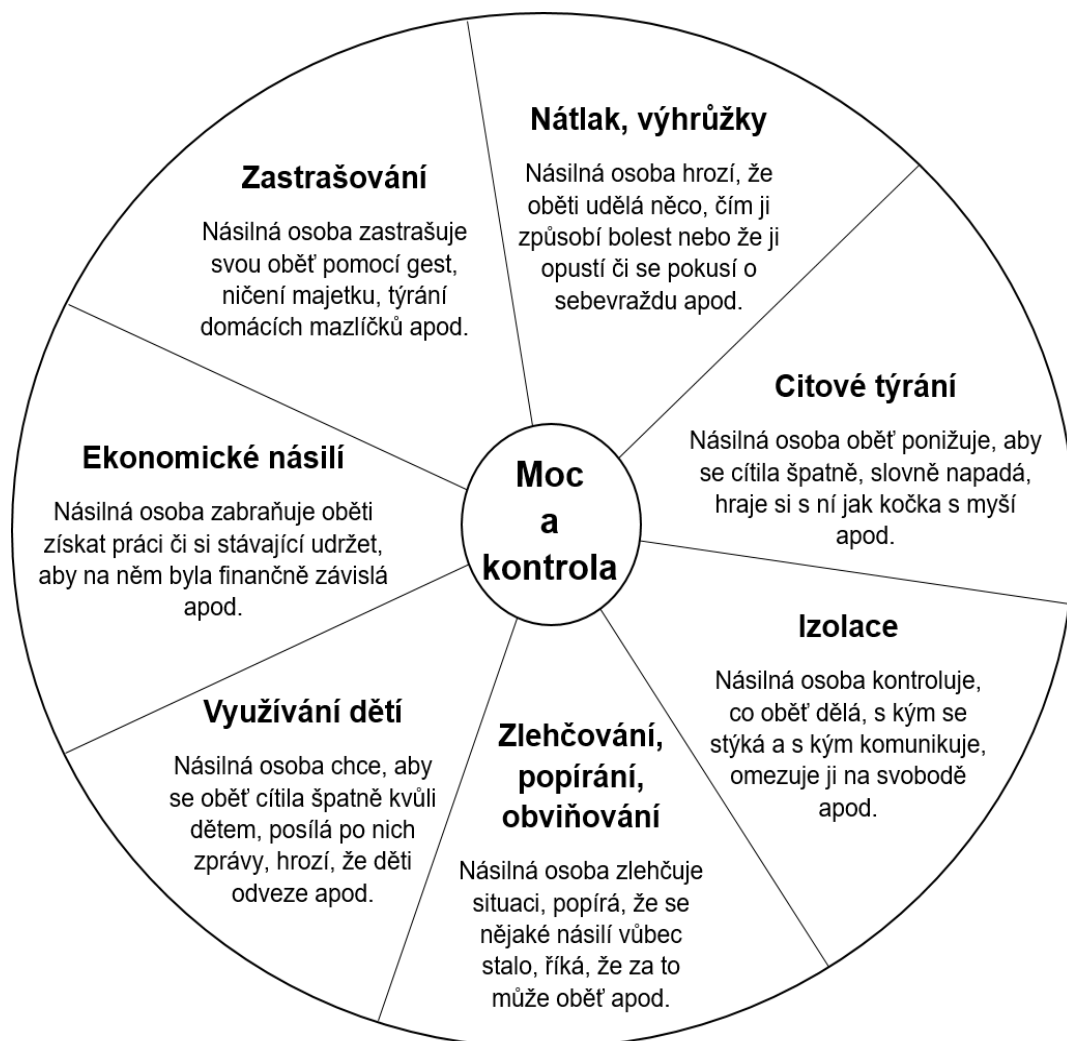 Nátlak, výhrůžky
Násilná osoba hrozí, že
oběti udělá něco, čím ji
způsobí bolest nebo že ji
opustí či se pokusí o
sebevraždu apod.
Citové týrání
Násilná osoba oběť ponižuje, aby
se cítila špatně, slovně napadá,
hraje si s ní jak kočka s myší
apod.
Izolace
Násilná osoba kontroluje,
co oběť dělá, s kým se
stýká a s kým komunikuje,
omezuje ji na svobodě
apod.
Zlehčování,
popírání,
obviňování
Násilná osoba zlehčuje
situaci, popírá, že se
nějaké násilí vůbec
stalo, říká, že za to
může oběť apod.
Využívání dětí
Násilná osoba chce, aby
se oběť cítila špatně kvůli
dětem, posílá po nich
zprávy, hrozí, že děti
odveze apod.
Ekonomické násilí
Násilná osoba zabraňuje oběti
získat práci či si stávající udržet,
aby na něm byla finančně závislá
apod.
Zastrašování
Násilná osoba zastrašuje
svou oběť pomocí gest,
ničení majetku, týrání
domácích mazlíčků apod.
Moc
a
kontrola